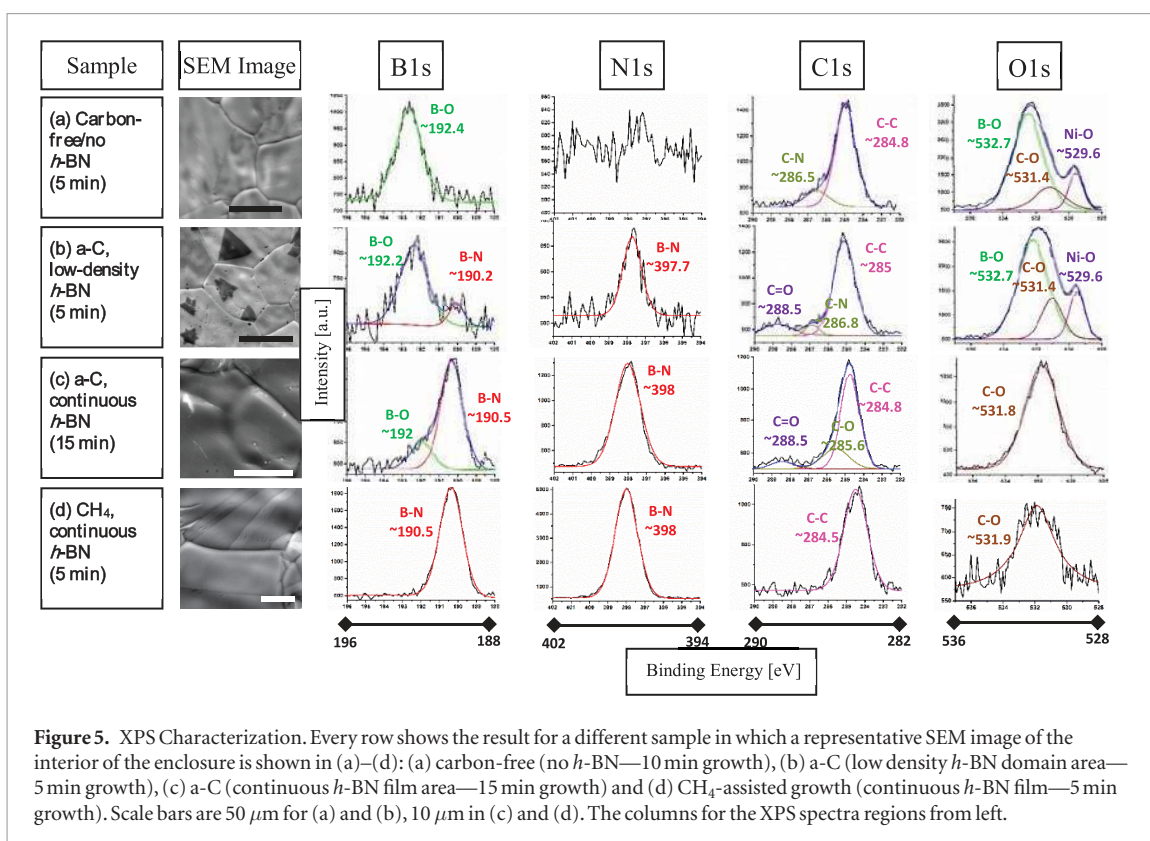 Sample
SEM Image
B1s
N1s
C1s
O1s
(a) Carbon-
free/no
h-BN
(5 min)
B-O
~192.4
C-N
~286.5
C-C
~284.8
B-O
~532.7
C-O
~531.4
Ni-O
~529.6
(b) a-C,
low-density
h-BN
(5 min)
B-O
~192.2
B-N
~190.2
B-N
~397.7
C=O
~288.5
C-N
~286.8
C-C
~285
B-O
~532.7
C-O
~531.4
Ni-O
~529.6
Intensity [a.u.]
(c) a-C,
continuous
h-BN
(15 min)
B-O
~192
B-N
~190.5
B-N
~398
C=O
~288.5
C-O
~285.6
C-C
~284.8
C-O
~531.8
(d) CH4,
continuous
h-BN
(5 min)
B-N
~190.5
B-N
~398
C-C
~284.5
C-O
~531.9
196 188
402 394
290 282
536 528
Binding Energy [eV]
Figure 5. XPS Characterization. Every row shows the result for a different sample in which a representative SEM image of the
interior of the enclosure is shown in (a)–(d): (a) carbon-free (no h-BN—10 min growth), (b) a-C (low density h-BN domain area—
5 min growth), (c) a-C (continuous h-BN film area—15 min growth) and (d) CH4-assisted growth (continuous h-BN film—5 min
growth). Scale bars are 50 μm for (a) and (b), 10 μm in (c) and (d). The columns for the XPS spectra regions from left.